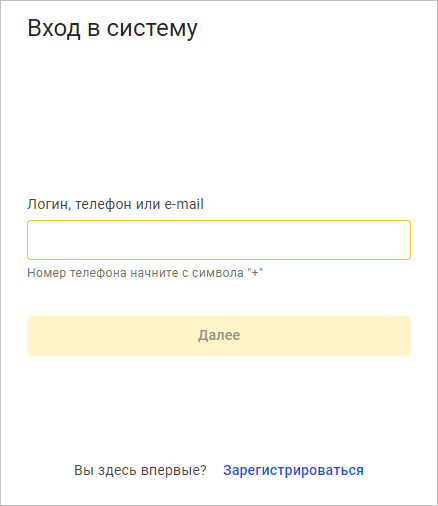 Вход в систему
Логин, телефон или e-mail
Номер телефона начните с символа "+"
Далее
Вы здесь впервые? Зарегистрироваться